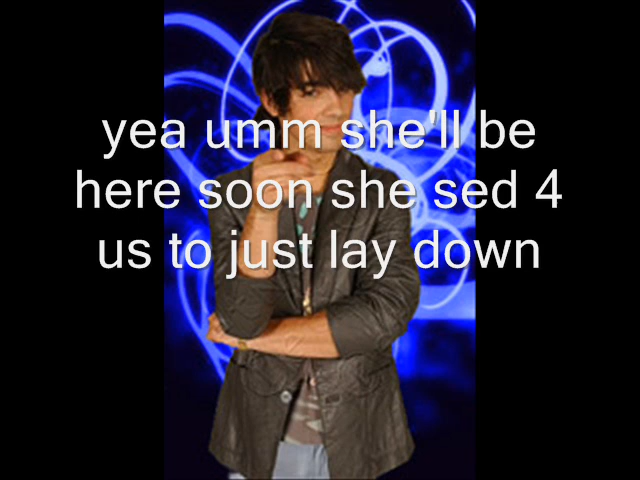 yea umm she'll be
here soon she sed 4
us to just lay down